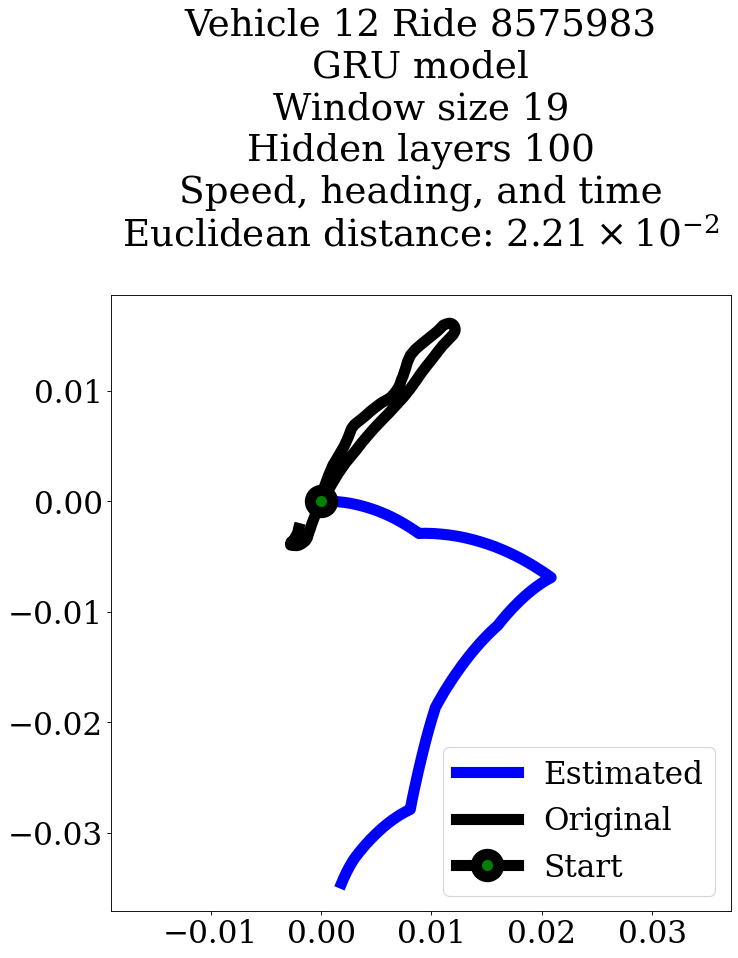 Vehicle 12 Ride 8575983
GRU model
Window size 19
Hidden layers 100
Speed, heading, and time
Euclidean distance: 2.21 × 10⁻²
0.01
0.00
−0.01
−0.02
−0.03
Estimated
Original
Start
−0.01 0.00 0.01 0.02 0.03